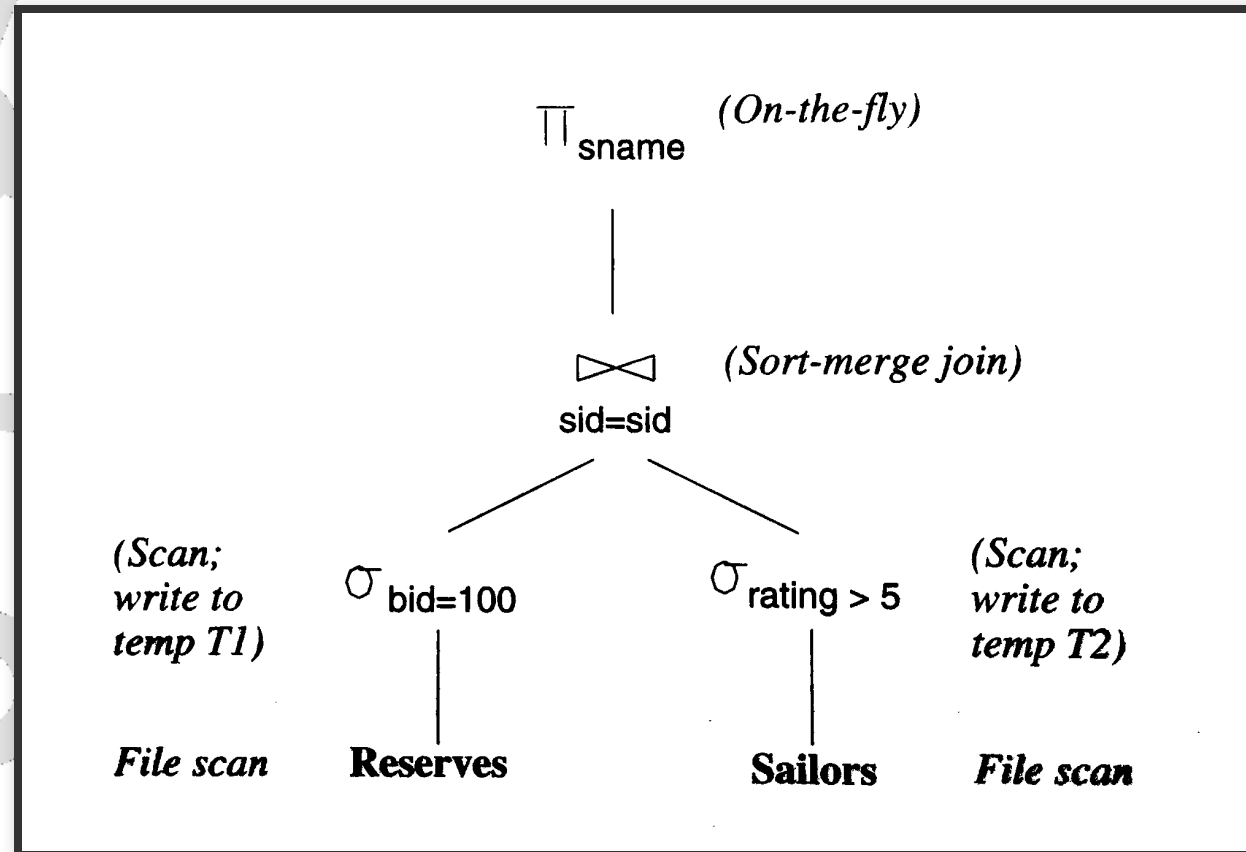 π sname (On-the-fly)
⋈ (Sort-merge join)
sid=sid
(Scan;
write to
temp T1)
σ bid=100
σ rating > 5
(Scan;
write to
temp T2)
File scan
Reserves
Sailors
File scan